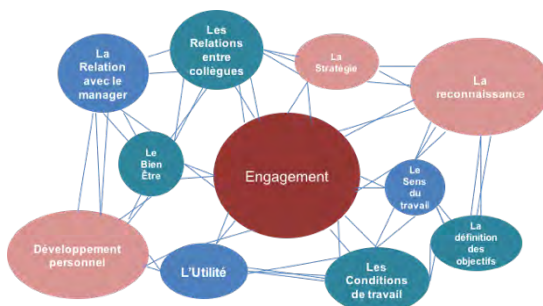 La
Relation
avec le
manager
Les
Relations
entre
collègues
La
Stratégie
La
reconnaissance
Le
Bien
Être
Engagement
Le
Sens
du
travail
La
définition
des
objectifs
Développement
personnel
L'Utilité
Les
Conditions
de travail